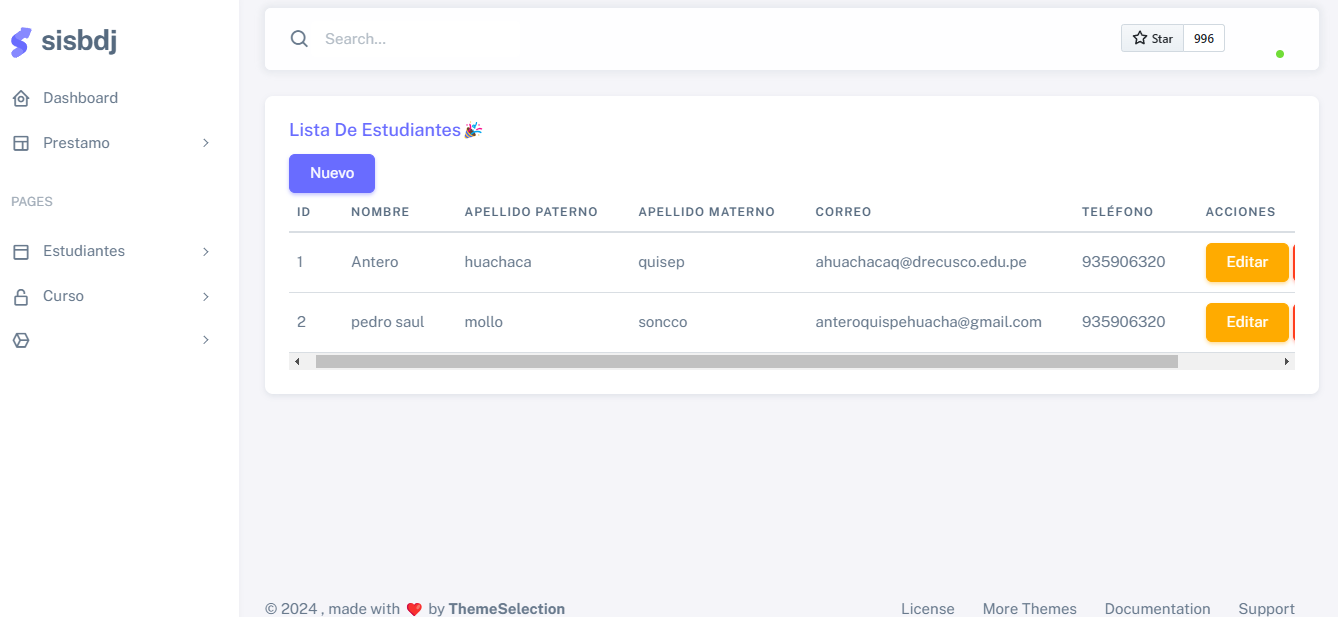 sisbdj
Search...
Star 996
Dashboard
Prestamo
PAGES
Estudiantes
Curso
Lista De Estudiantes
Nuevo
ID NOMBRE APELLIDO PATERNO APELLIDO MATERNO CORREO TELÉFONO ACCIONES
1 Antero huachaca quisep ahuachacaq@drecusco.edu.pe 935906320 Editar
2 pedro saul mollo soncco anteroquispehuacha@gmail.com 935906320 Editar
© 2024 , made with ❤️ by ThemeSelection License More Themes Documentation Support